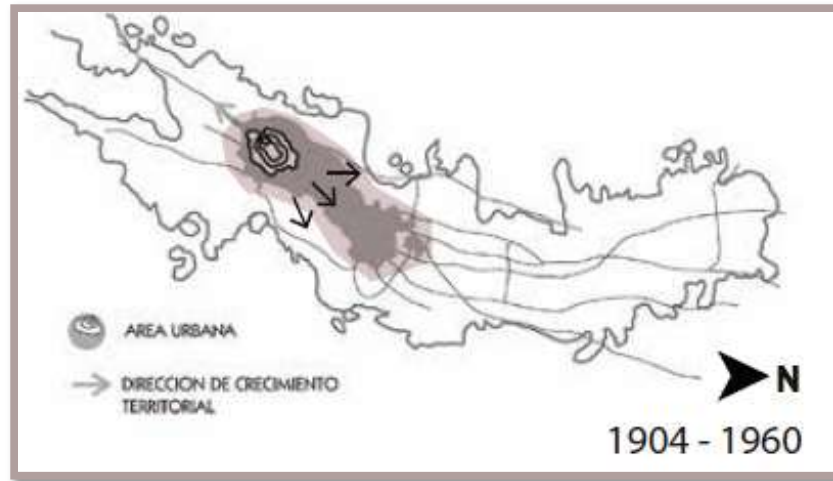 AREA URBANA
DIRECCION DE CRECIMIENTO
TERRITORIAL
N
1904 - 1960